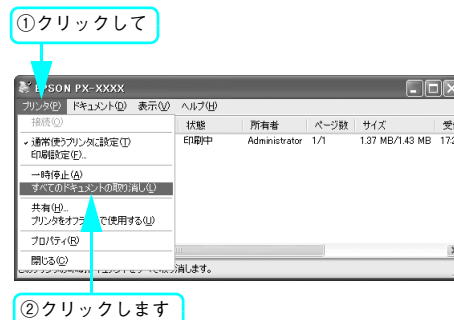 ①クリックして
EPSON PX-XXXX
プリンタ(P) ドキュメント(D) 表示(V) ヘルプ(H)
接続(O)
状態 所有者 ページ数 サイズ
通常使うプリンタに設定(T)
印刷中 Administrator 1/1 1.37 MB/1.43 MB
印刷設定(F)...
一時停止(A)
すべてのドキュメントの取り消し(L)
共有(H)...
プリンタをオフラ で使用する(U)
プロパティ(R)
閉じる(C)
消します。
②クリックします